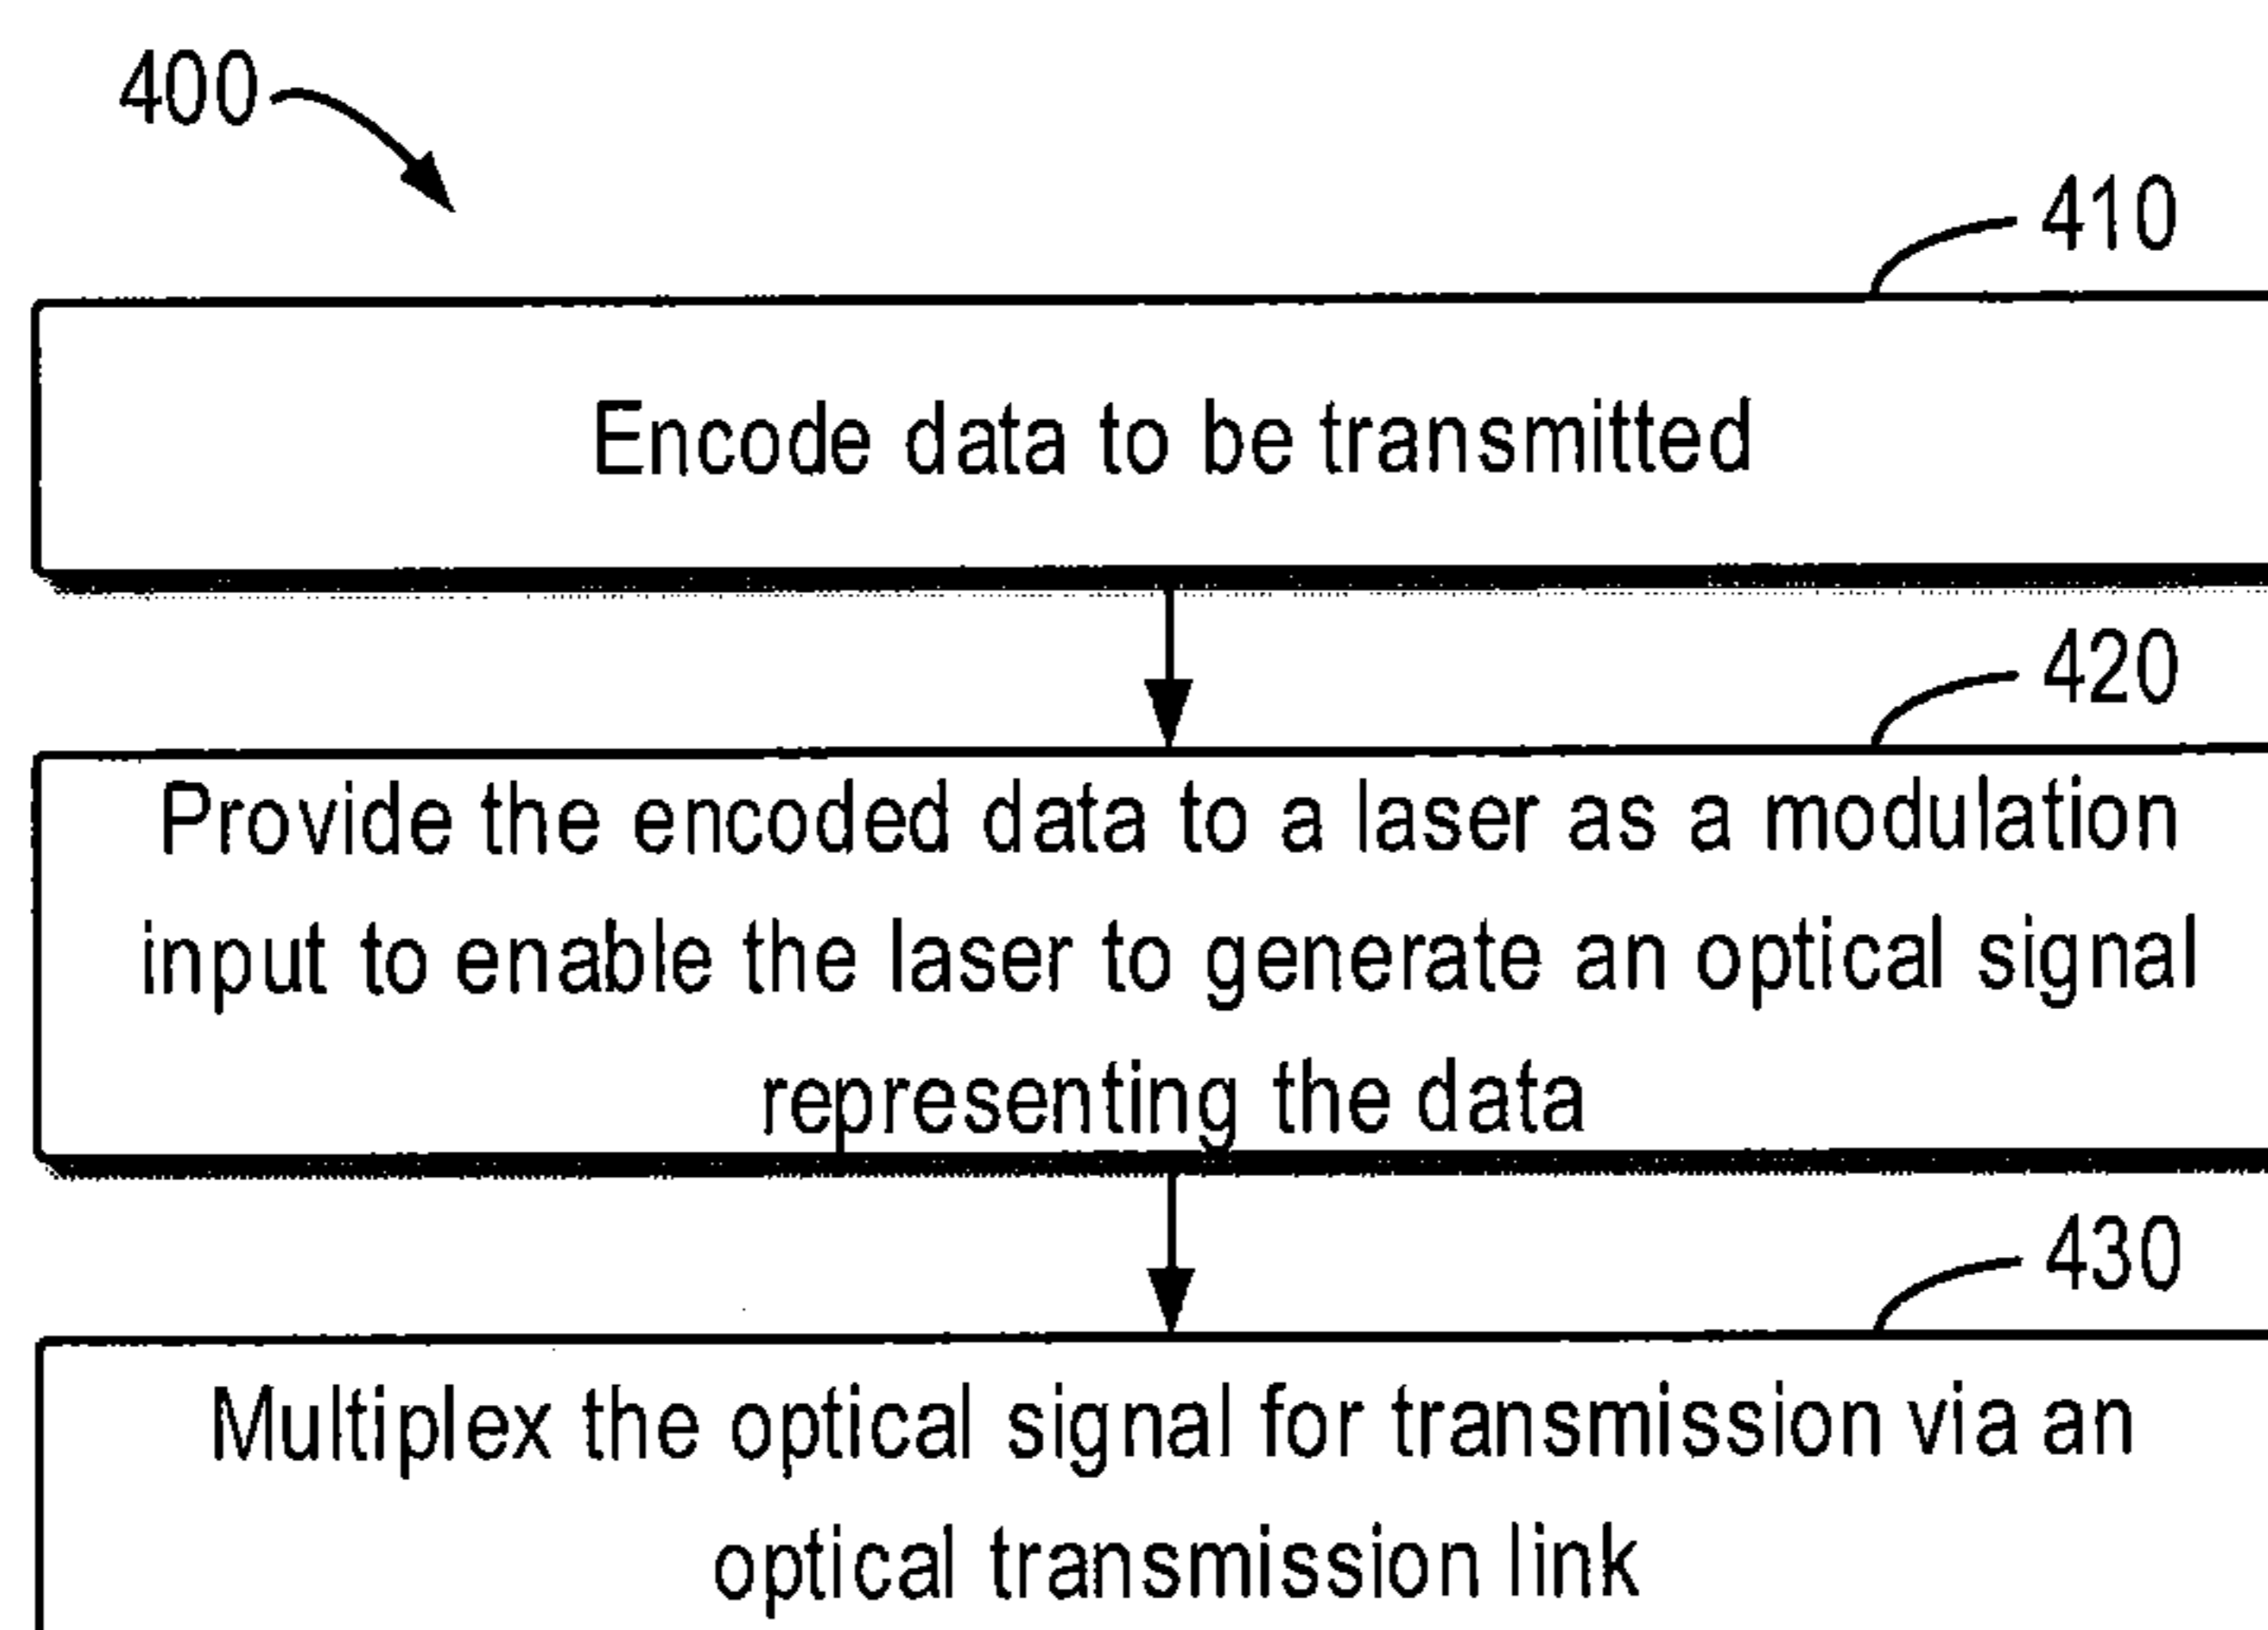 400
410
Encode data to be transmitted
420
Provide the encoded data to a laser as a modulation
input to enable the laser to generate an optical signal
representing the data
430
Multiplex the optical signal for transmission via an
optical transmission link